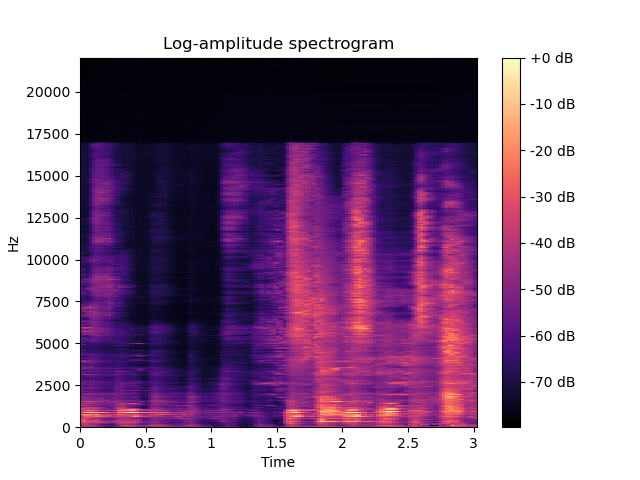 Log-amplitude spectrogram
Hz
20000
17500
15000
12500
10000
7500
5000
2500
0
0 0.5 1 1.5 2 2.5 3
Time
+0 dB
-10 dB
-20 dB
-30 dB
-40 dB
-50 dB
-60 dB
-70 dB